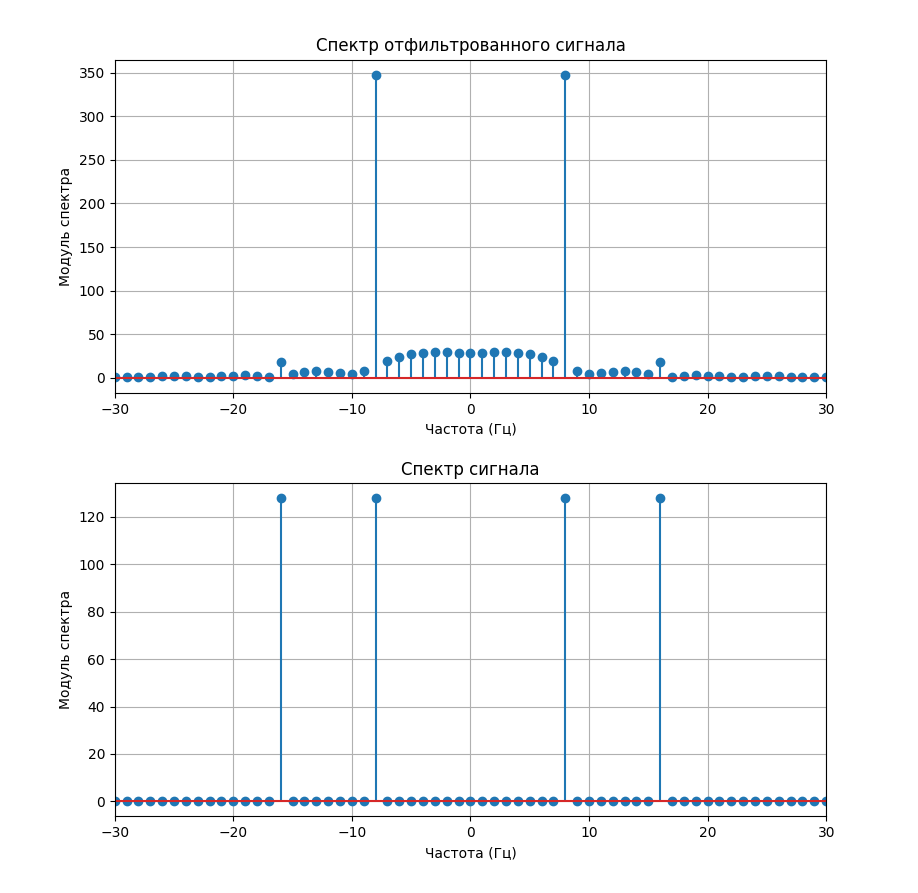 Спектр отфильтрованного сигнала
350
300
250
200
150
100
50
0
Модуль спектра
−30 −20 −10 0 10 20 30
Частота (Гц)
Спектр сигнала
120
100
80
60
40
20
0
Модуль спектра
−30 −20 −10 0 10 20 30
Частота (Гц)